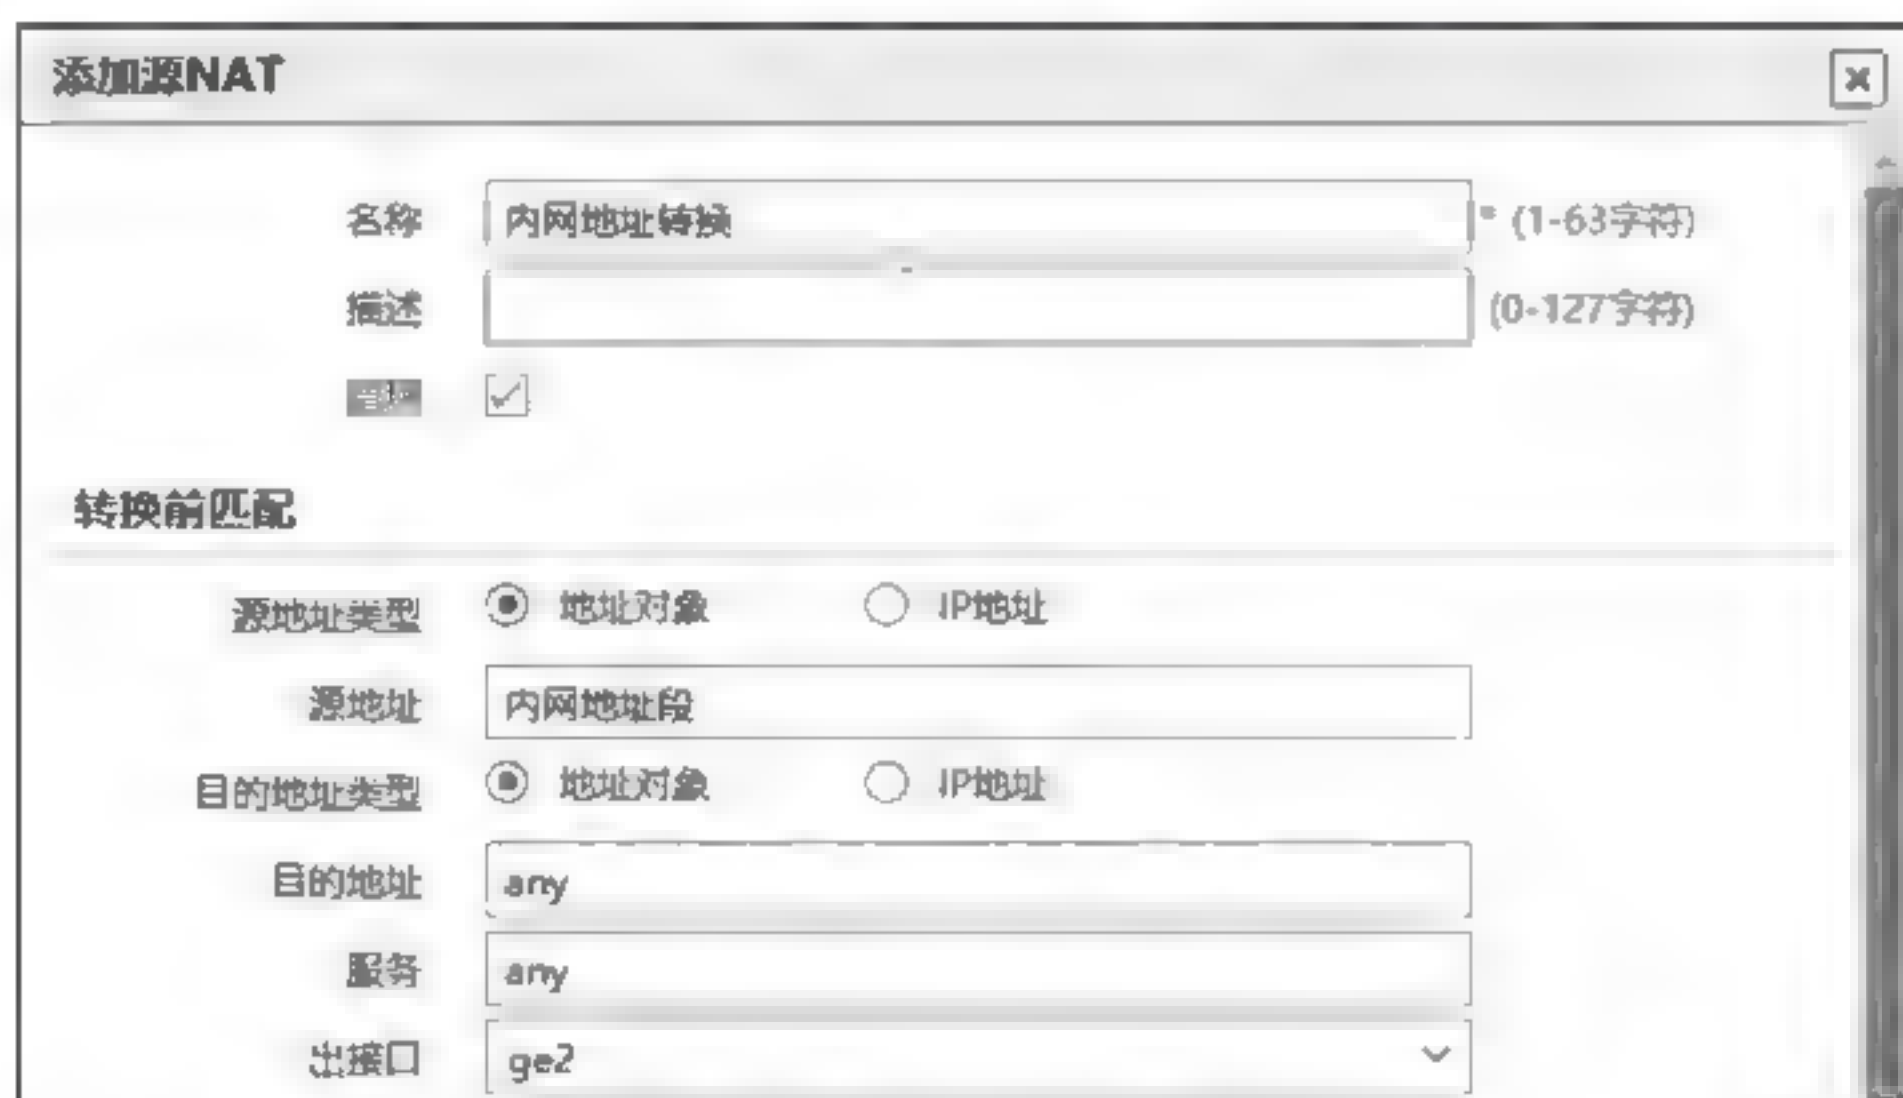 添加源NAT
名称 内网地址转换 * (1-63字符)
描述 (0-127字符)
转换前匹配
源地址类型 地址对象 IP地址
源地址 内网地址段
目的地址类型 地址对象 IP地址
目的地址 any
服务 any
出接口 ge2